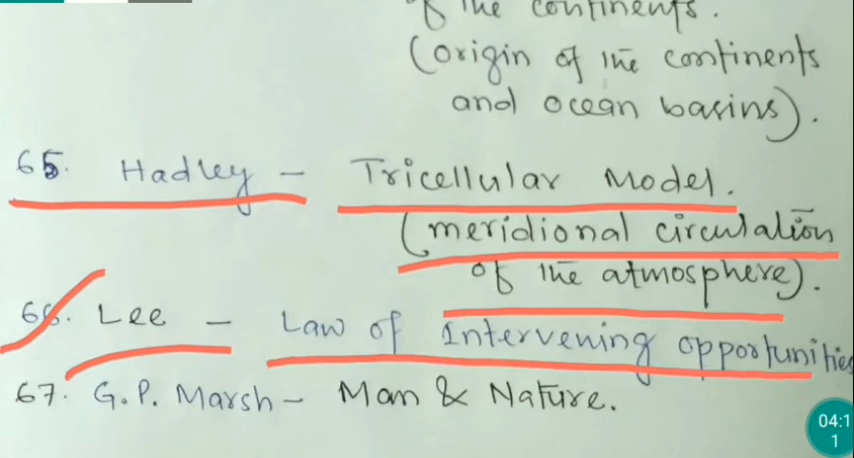 of the continents.
(origin of the continents
and ocean basins).
65. Hadley - Tricellular Model.
(meridional circulation
of the atmosphere).
66. Lee - Law of Intervening opportunities
67. G.P. Marsh - Man & Nature.
04:1
1